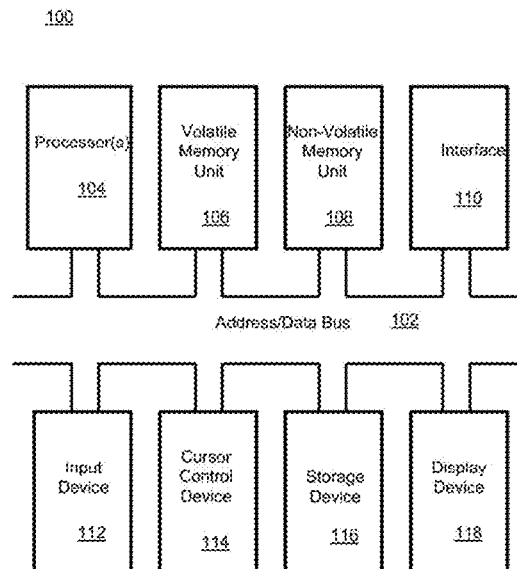 100
Processor(s)
104
Volatile
Memory
Unit
106
Non-Volatile
Memory
Unit
108
Interface
110
Address/Data Bus 102
Input
Device
112
Cursor
Control
Device
114
Storage
Device
116
Display
Device
118